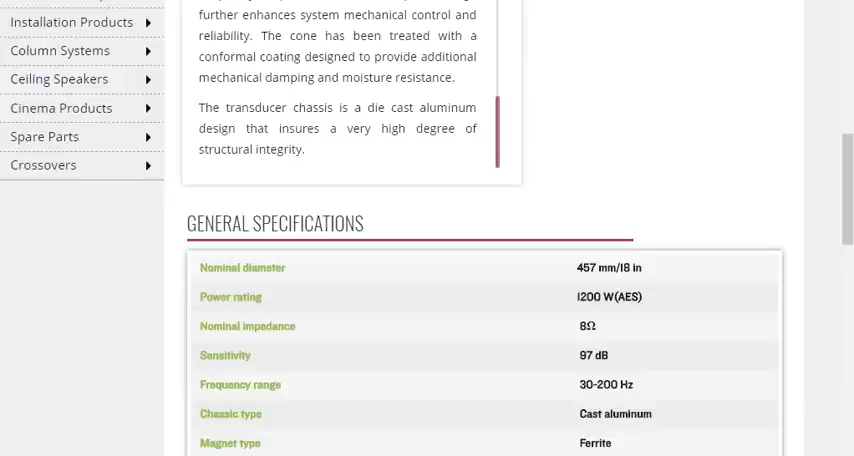 further enhances system mechanical control and
reliability. The cone has been treated with a
conformal coating designed to provide additional
mechanical damping and moisture resistance.
The transducer chassis is a die cast aluminum
design that insures a very high degree of
structural integrity.
Installation Products
Column Systems
Ceiling Speakers
Cinema Products
Spare Parts
Crossovers
GENERAL SPECIFICATIONS
Nominal diameter 457 mm/18 in
Power rating 1200 W(AES)
Nominal impedance 8Ω
Sensitivity 97 dB
Frequency range 30-200 Hz
Chassic type Cast aluminum
Magnet type Ferrite